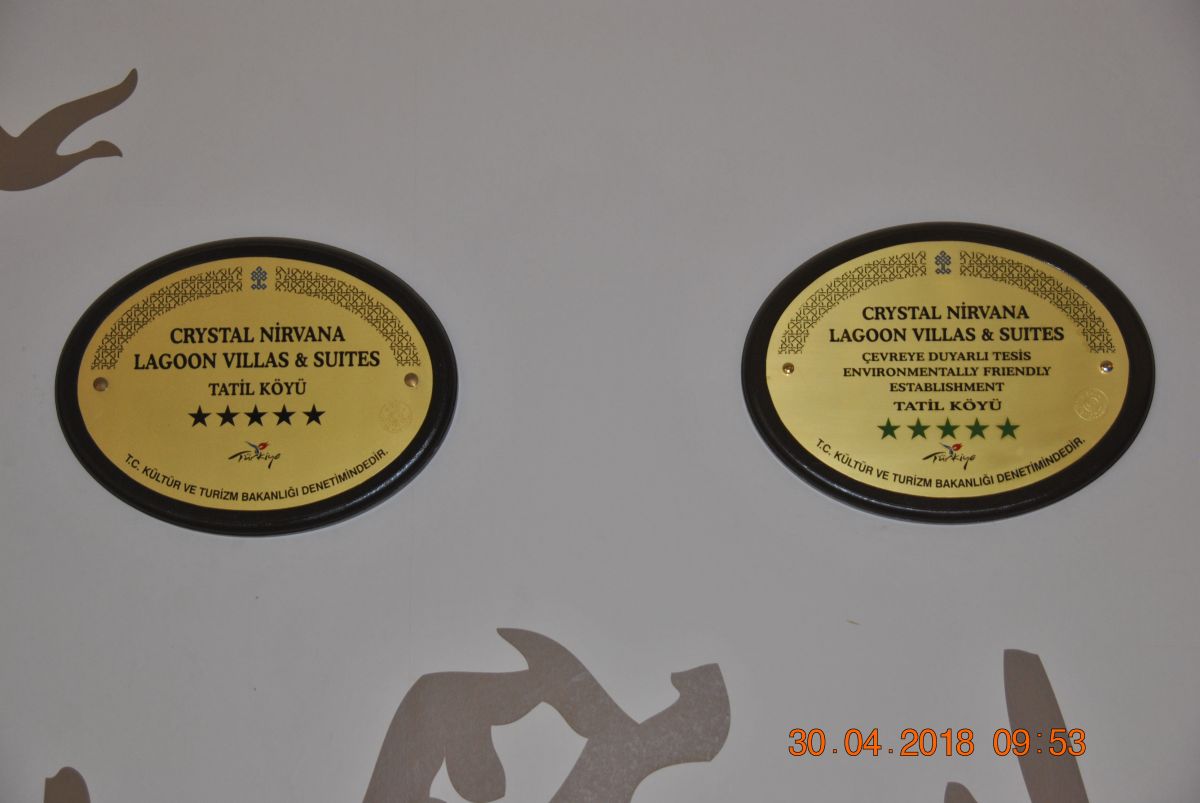 CRYSTAL NİRVANA
LAGOON VILLAS & SUITES
TATİL KÖYÜ
★★★★★
Türkiye
T.C. KÜLTÜR VE TURİZM BAKANLIĞI DENETİMİNDEDİR.
CRYSTAL NİRVANA
LAGOON VILLAS & SUITES
ÇEVREYE DUYARLI TESİS
ENVIRONMENTALLY FRIENDLY
ESTABLISHMENT
TATİL KÖYÜ
★★★★★
Türkiye
T.C. KÜLTÜR VE TURİZM BAKANLIĞI DENETİMİNDEDİR.
30.04.2018 09:53